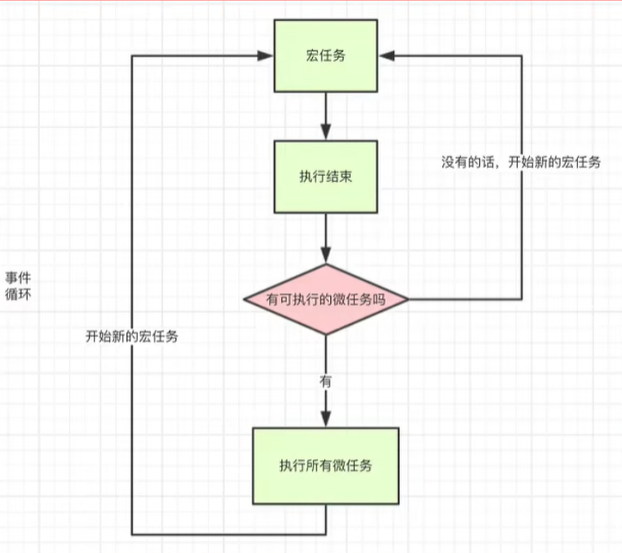 宏任务
执行结束
没有的话，开始新的宏任务
事件
循环
有可执行的微任务吗
开始新的宏任务
有
执行所有微任务